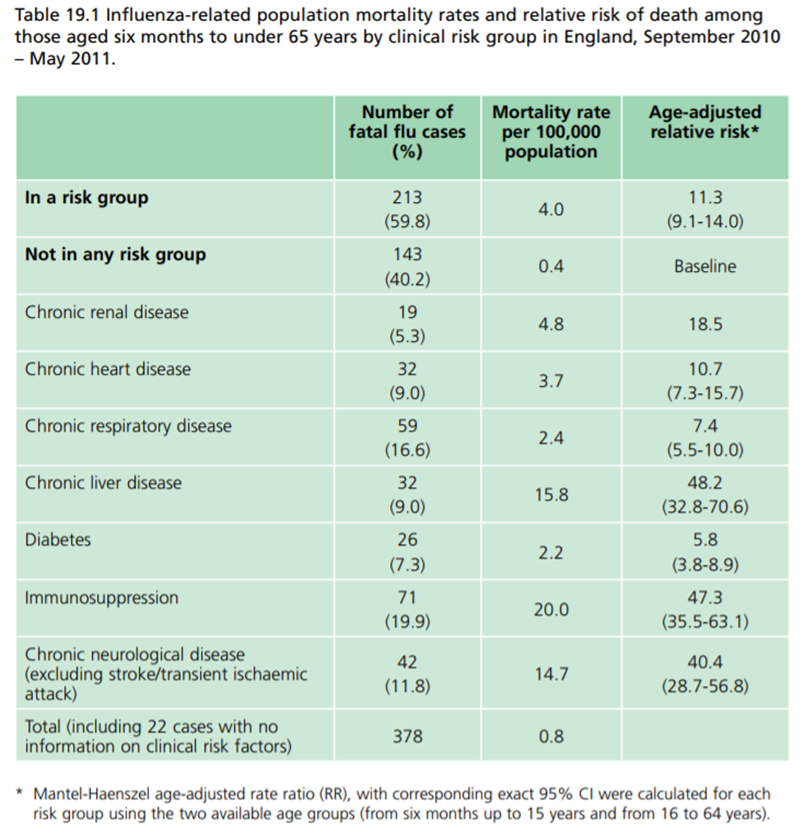 Table 19.1 Influenza-related population mortality rates and relative risk of death among
those aged six months to under 65 years by clinical risk group in England, September 2010
– May 2011.
Number of
fatal flu cases
(%)
Mortality rate
per 100,000
population
Age-adjusted
relative risk*
In a risk group
213
(59.8)
4.0
11.3
(9.1-14.0)
Not in any risk group
143
(40.2)
0.4
Baseline
Chronic renal disease
19
(5.3)
4.8
18.5
Chronic heart disease
32
(9.0)
3.7
10.7
(7.3-15.7)
Chronic respiratory disease
59
(16.6)
2.4
7.4
(5.5-10.0)
Chronic liver disease
32
(9.0)
15.8
48.2
(32.8-70.6)
Diabetes
26
(7.3)
2.2
5.8
(3.8-8.9)
Immunosuppression
71
(19.9)
20.0
47.3
(35.5-63.1)
Chronic neurological disease
(excluding stroke/transient ischaemic
attack)
42
(11.8)
14.7
40.4
(28.7-56.8)
Total (including 22 cases with no
information on clinical risk factors)
378
0.8
* Mantel-Haenszel age-adjusted rate ratio (RR), with corresponding exact 95% CI were calculated for each
risk group using the two available age groups (from six months up to 15 years and from 16 to 64 years).